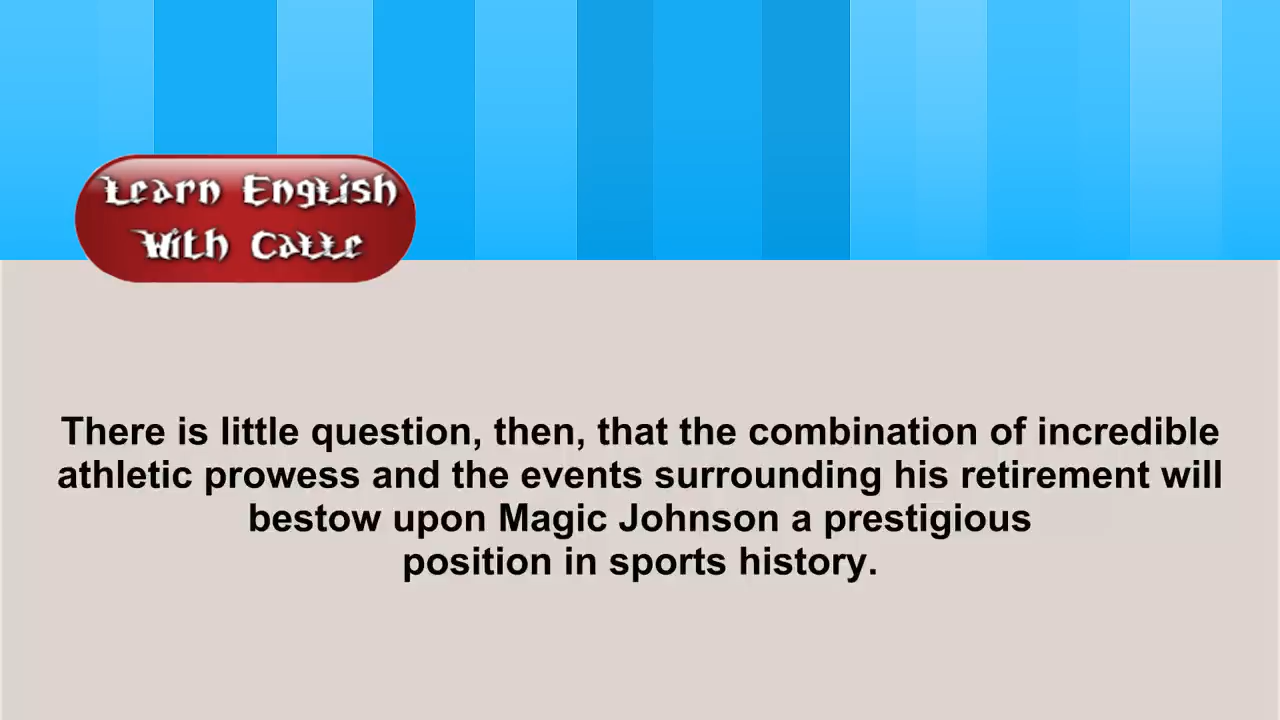 Learn English
With Catte
There is little question, then, that the combination of incredible
athletic prowess and the events surrounding his retirement will
bestow upon Magic Johnson a prestigious
position in sports history.